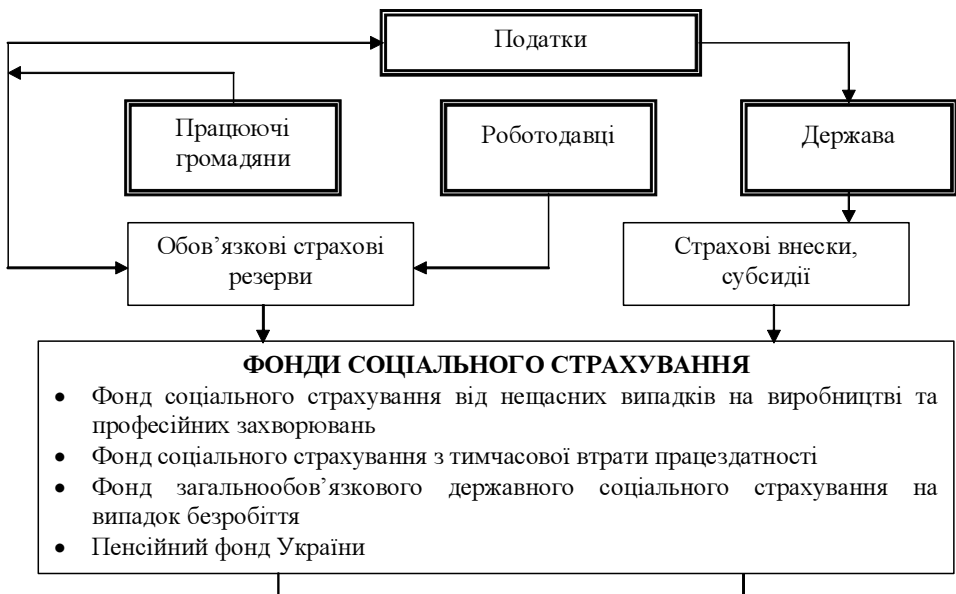 Податки
Працюючі
громадяни
Роботодавці
Держава
Обов’язкові страхові
резерви
Страхові внески,
субсидії
ФОНДИ СОЦІАЛЬНОГО СТРАХУВАННЯ
• Фонд соціального страхування від нещасних випадків на виробництві та
професійних захворювань
• Фонд соціального страхування з тимчасової втрати працездатності
• Фонд загальнообов’язкового державного соціального страхування на
випадок безробіття
• Пенсійний фонд України